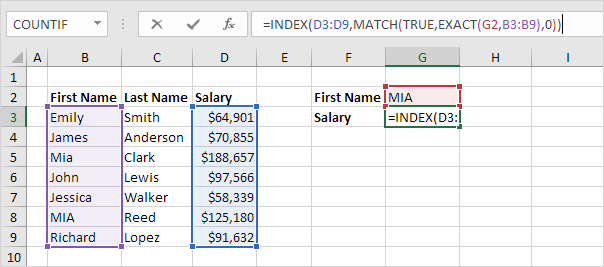 COUNTIF =INDEX(D3:D9,MATCH(TRUE,EXACT(G2,B3:B9),0))
A B C D E F G H I
1
2 First Name Last Name Salary First Name MIA
3 Emily Smith $64,901 Salary =INDEX(D3:
4 James Anderson $70,855
5 Mia Clark $188,657
6 John Lewis $97,566
7 Jessica Walker $58,339
8 MIA Reed $125,180
9 Richard Lopez $91,632
10